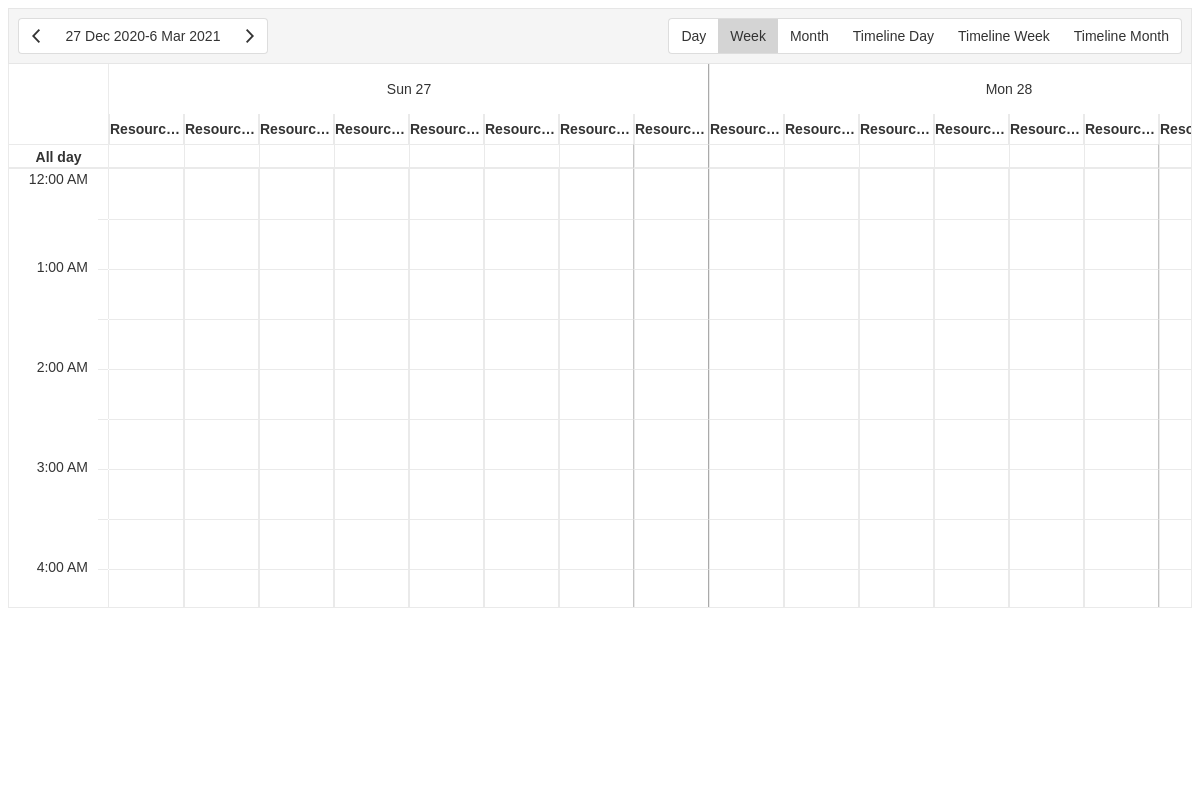 27 Dec 2020-6 Mar 2021 Day Week Month Timeline Day Timeline Week Timeline Month
Sun 27 Mon 28
Resourc... Resourc... Resourc... Resourc... Resourc... Resourc... Resourc... Resourc... Resourc... Resourc... Resourc... Resourc... Resourc... Resourc... Reso
All day
12:00 AM
1:00 AM
2:00 AM
3:00 AM
4:00 AM